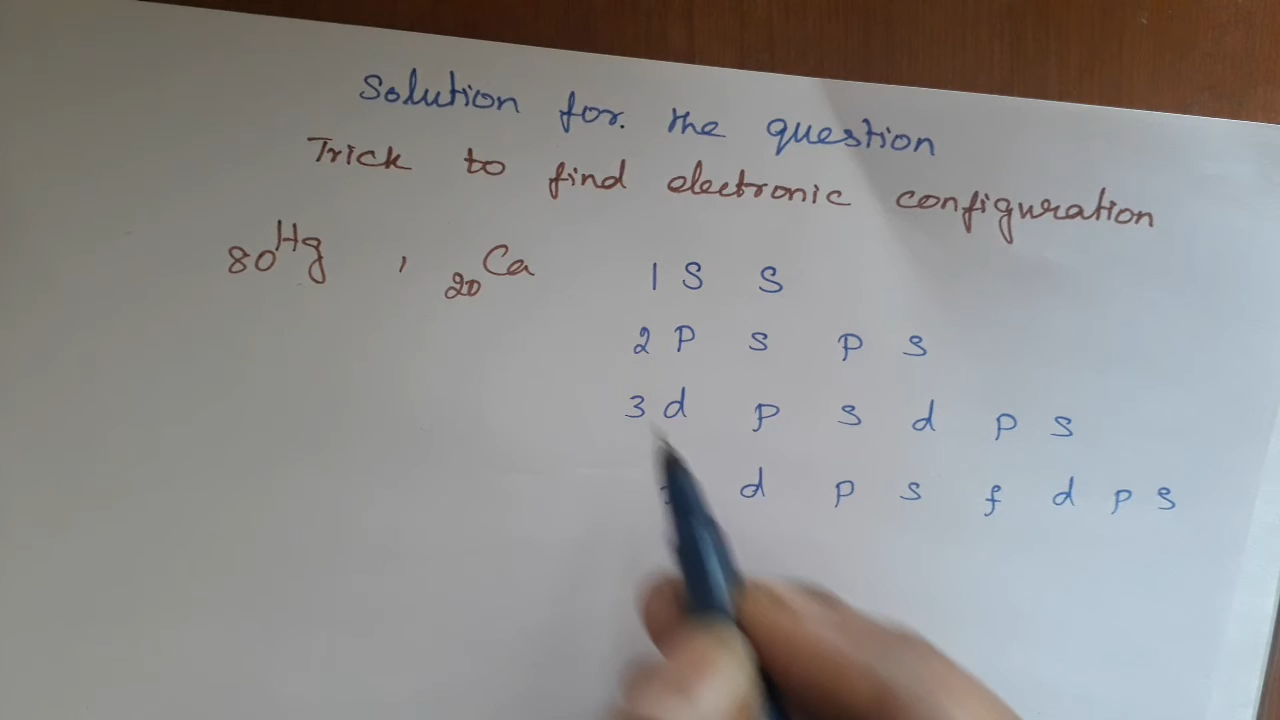 Solution for the question
Trick to find electronic configuration
80Hg , 20Ca
1 S S
2 P S P S
3 d P S d P S
d P S f d P S